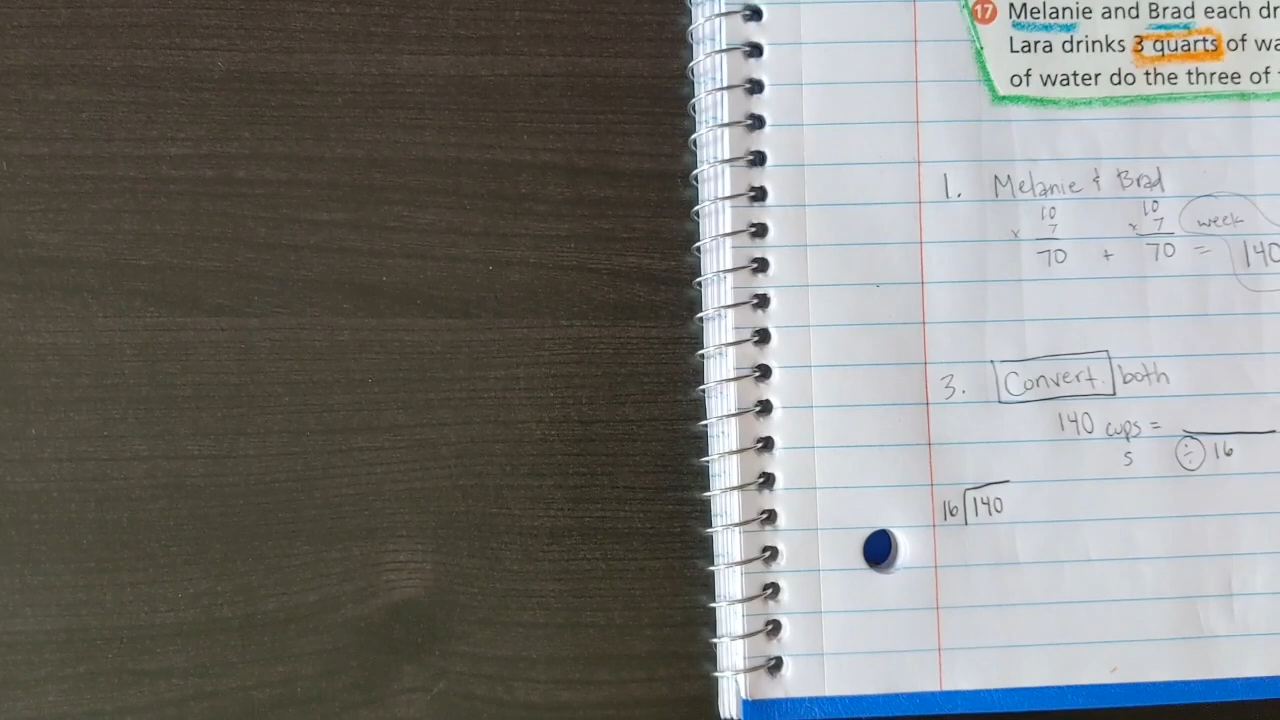 17 Melanie and Brad each dr
Lara drinks 3 quarts of wa
of water do the three of
1. Melanie & Brad
10 10
x 7 x 7 week
70 + 70 = 140
3. Convert both
140 cups =
s ÷ 16
16 140